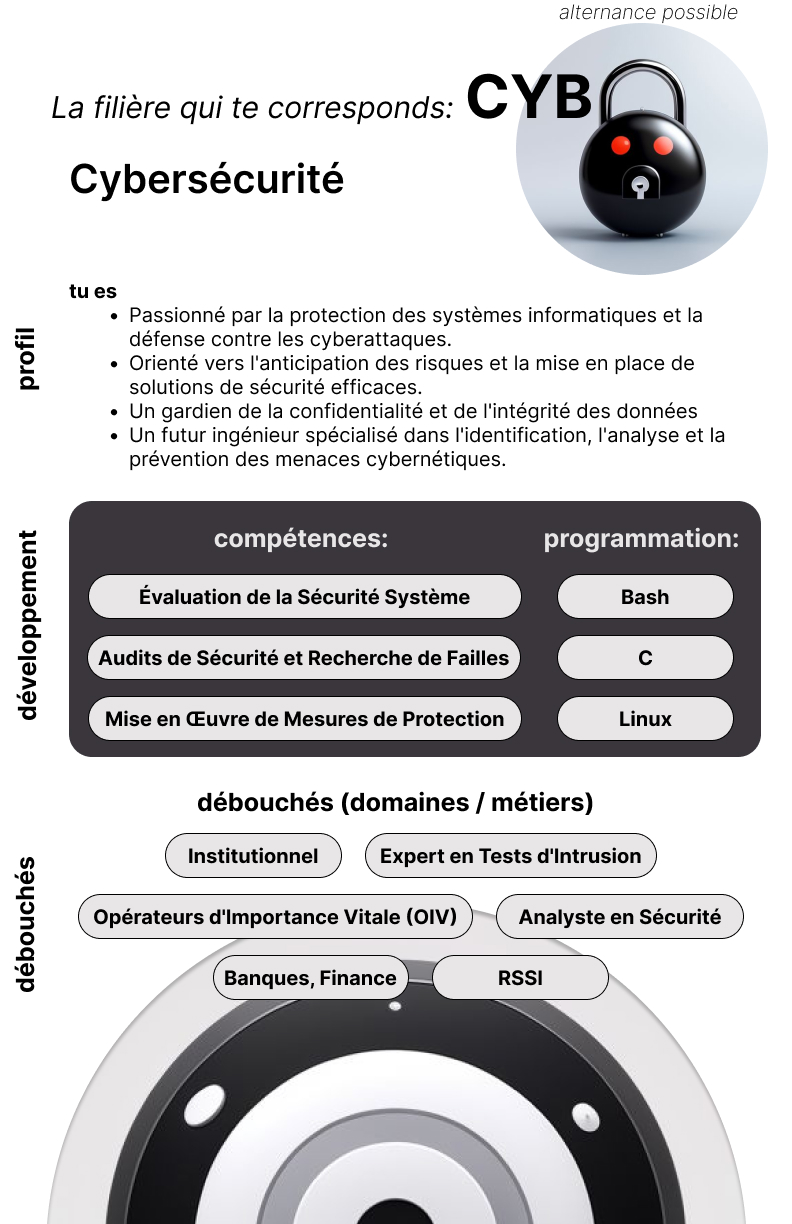 alternance possible
La filière qui te corresponds: CYB
Cybersécurité
profil
tu es
• Passionné par la protection des systèmes informatiques et la
défense contre les cyberattaques.
• Orienté vers l'anticipation des risques et la mise en place de
solutions de sécurité efficaces.
• Un gardien de la confidentialité et de l'intégrité des données
• Un futur ingénieur spécialisé dans l'identification, l'analyse et la
prévention des menaces cybernétiques.
développement
compétences:
Évaluation de la Sécurité Système
Audits de Sécurité et Recherche de Failles
Mise en Œuvre de Mesures de Protection
programmation:
Bash
C
Linux
débouchés
débouchés (domaines / métiers)
Institutionnel
Expert en Tests d'Intrusion
Opérateurs d'Importance Vitale (OIV)
Analyste en Sécurité
Banques, Finance
RSSI